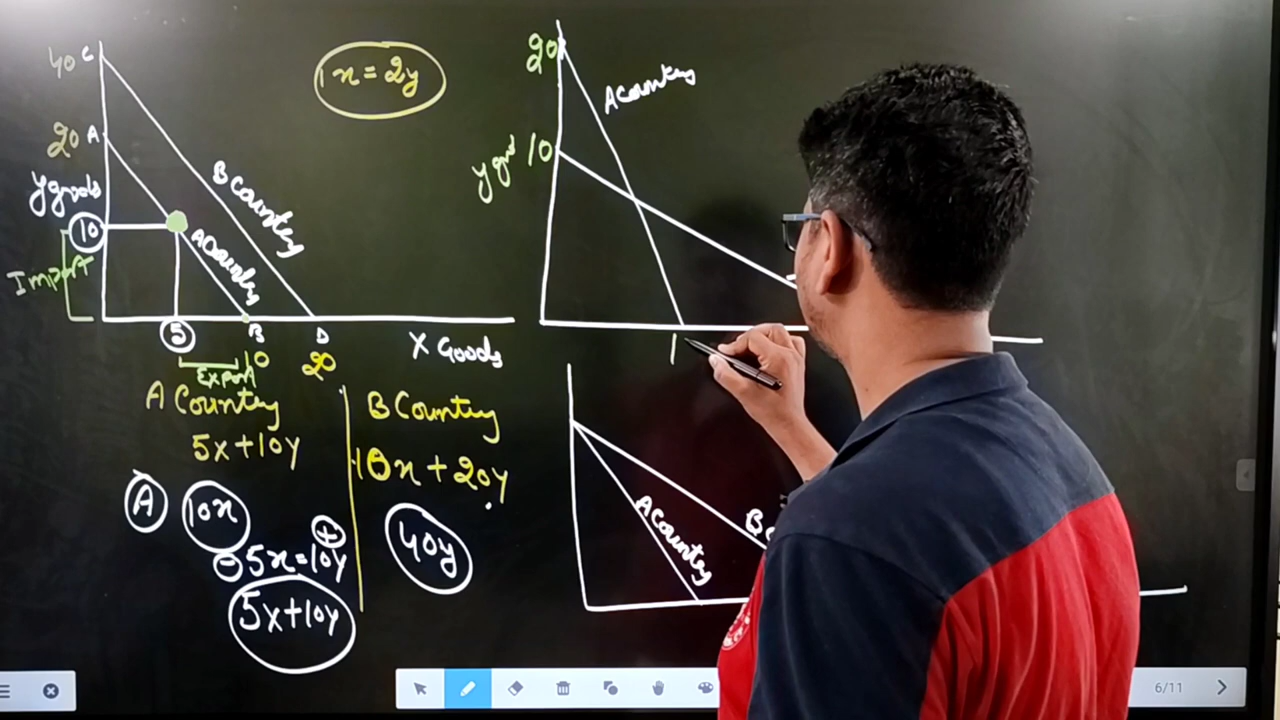 40 C
1x = 2y
20 A
Y goods
10
Import
B Country
A Country
5
B
D
10
20
Export
X Goods
A Country
5x+10y
B Country
10x + 20y
A
10x
+
- 5x=10y
40y
5x+10y
20
A Country
10
1
A Country
6/11